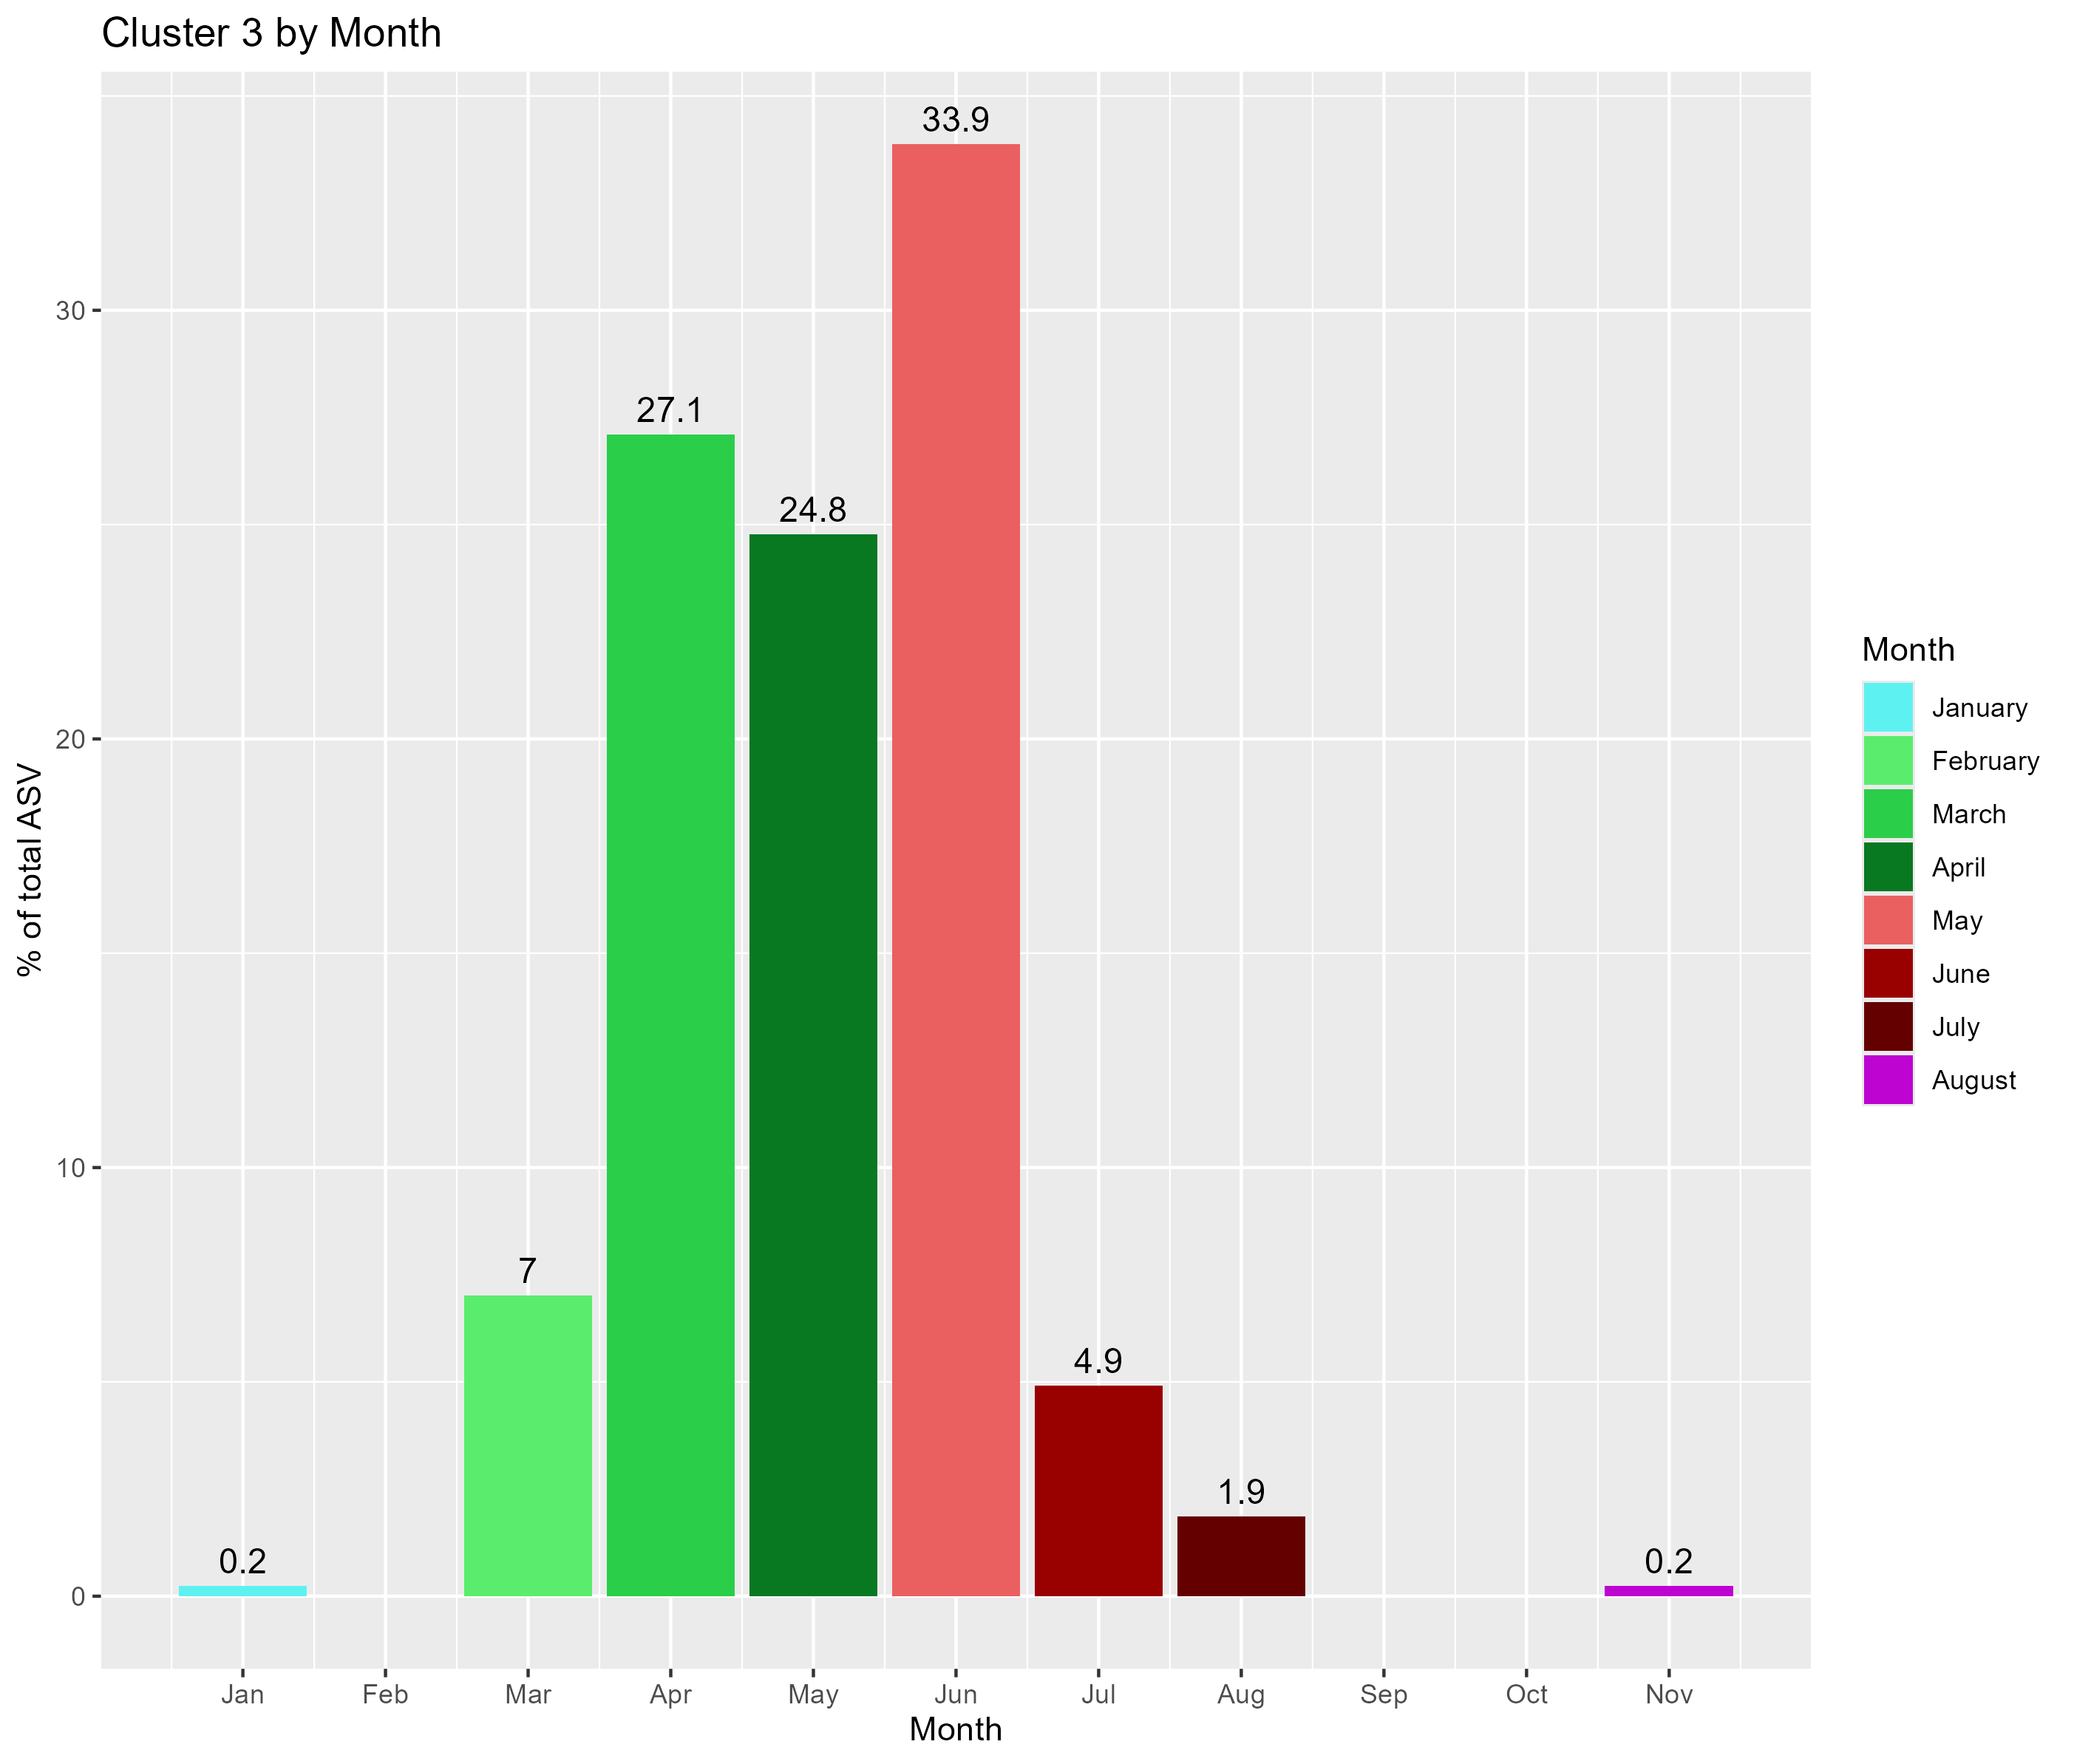 Cluster 3 by Month
% of total ASV
30
20
10
0
0.2
7
27.1
24.8
33.9
4.9
1.9
0.2
Jan Feb Mar Apr May Jun Jul Aug Sep Oct Nov
Month
Month
January
February
March
April
May
June
July
August